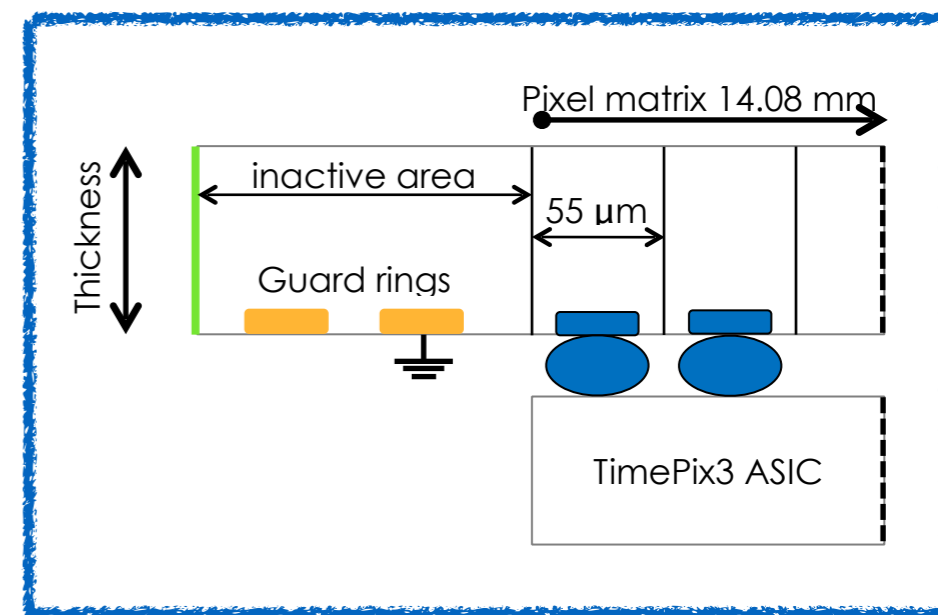 Pixel matrix 14.08 mm
Thickness
inactive area
55 µm
Guard rings
TimePix3 ASIC